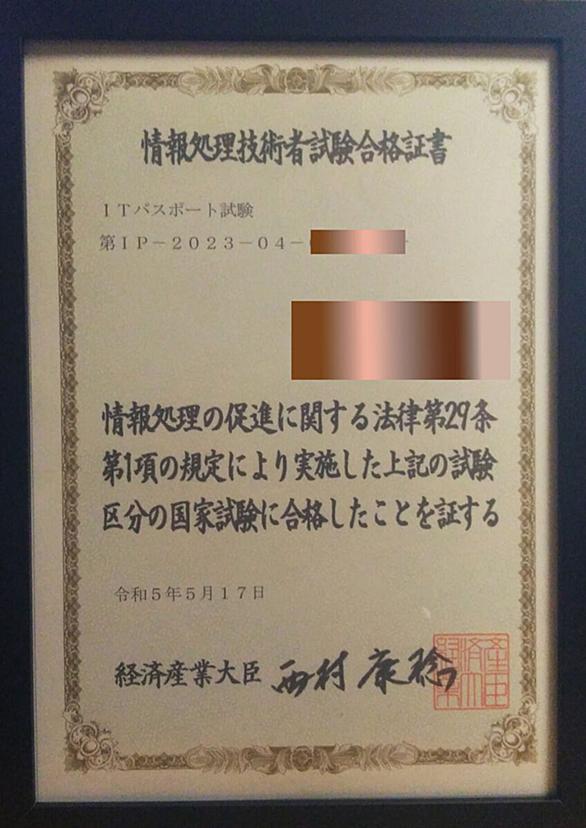 情報処理技術者試験合格証書
ITパスポート試験
第IP-2023-04-
情報処理の促進に関する法律第29条
第1項の規定により実施した上記の試験
区分の国家試験に合格したことを証する
令和5年5月17日
経済産業大臣 西村康稔